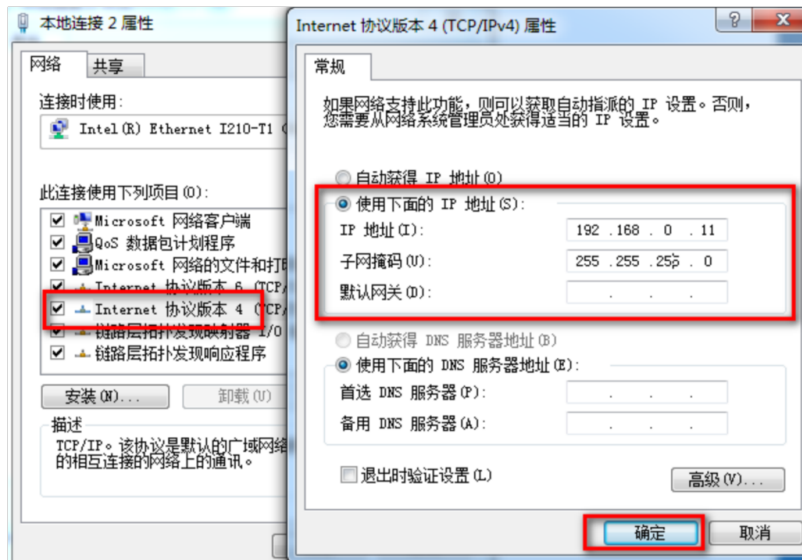 本地连接 2 属性
网络
共享
连接时使用:
Intel(R) Ethernet I210-T1
此连接使用下列项目(O):
Microsoft 网络客户端
QoS 数据包计划程序
Microsoft 网络的文件和打印
Internet 协议版本 6 (TCP/
Internet 协议版本 4 (TCP/
链路层拓扑发现映射器 I/O
链路层拓扑发现响应程序
安装(N)...
卸载(U)
描述
TCP/IP。该协议是默认的广域网络
的相互连接的网络上的通讯。
Internet 协议版本 4 (TCP/IPv4) 属性
常规
如果网络支持此功能，则可以获取自动指派的 IP 设置。否则，
您需要从网络系统管理员处获得适当的 IP 设置。
自动获得 IP 地址(O)
使用下面的 IP 地址(S):
IP 地址(I):
192 .168 . 0 . 11
子网掩码(U):
255 .255 .255 . 0
默认网关(D):
自动获得 DNS 服务器地址(B)
使用下面的 DNS 服务器地址(E):
首选 DNS 服务器(P):
备用 DNS 服务器(A):
退出时验证设置(L)
高级(V)...
确定
取消